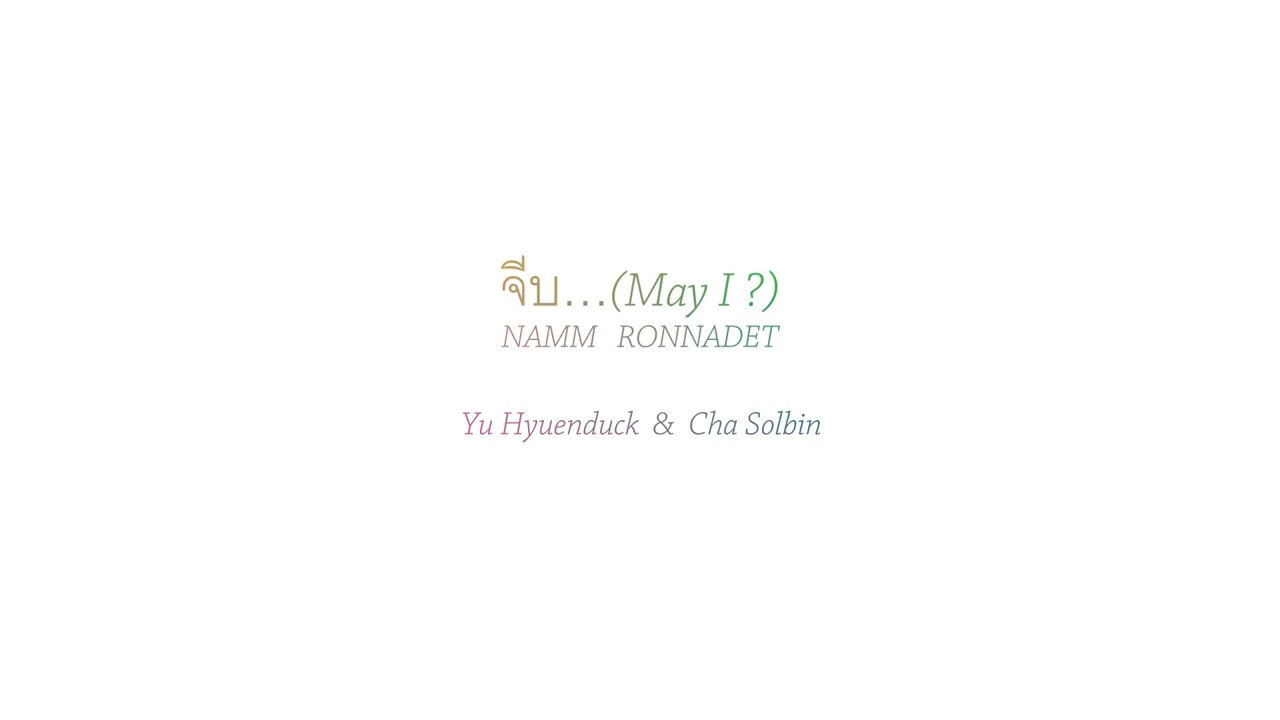 จีบ...(May I ?)
NAMM RONNADET
Yu Hyuenduck & Cha Solbin